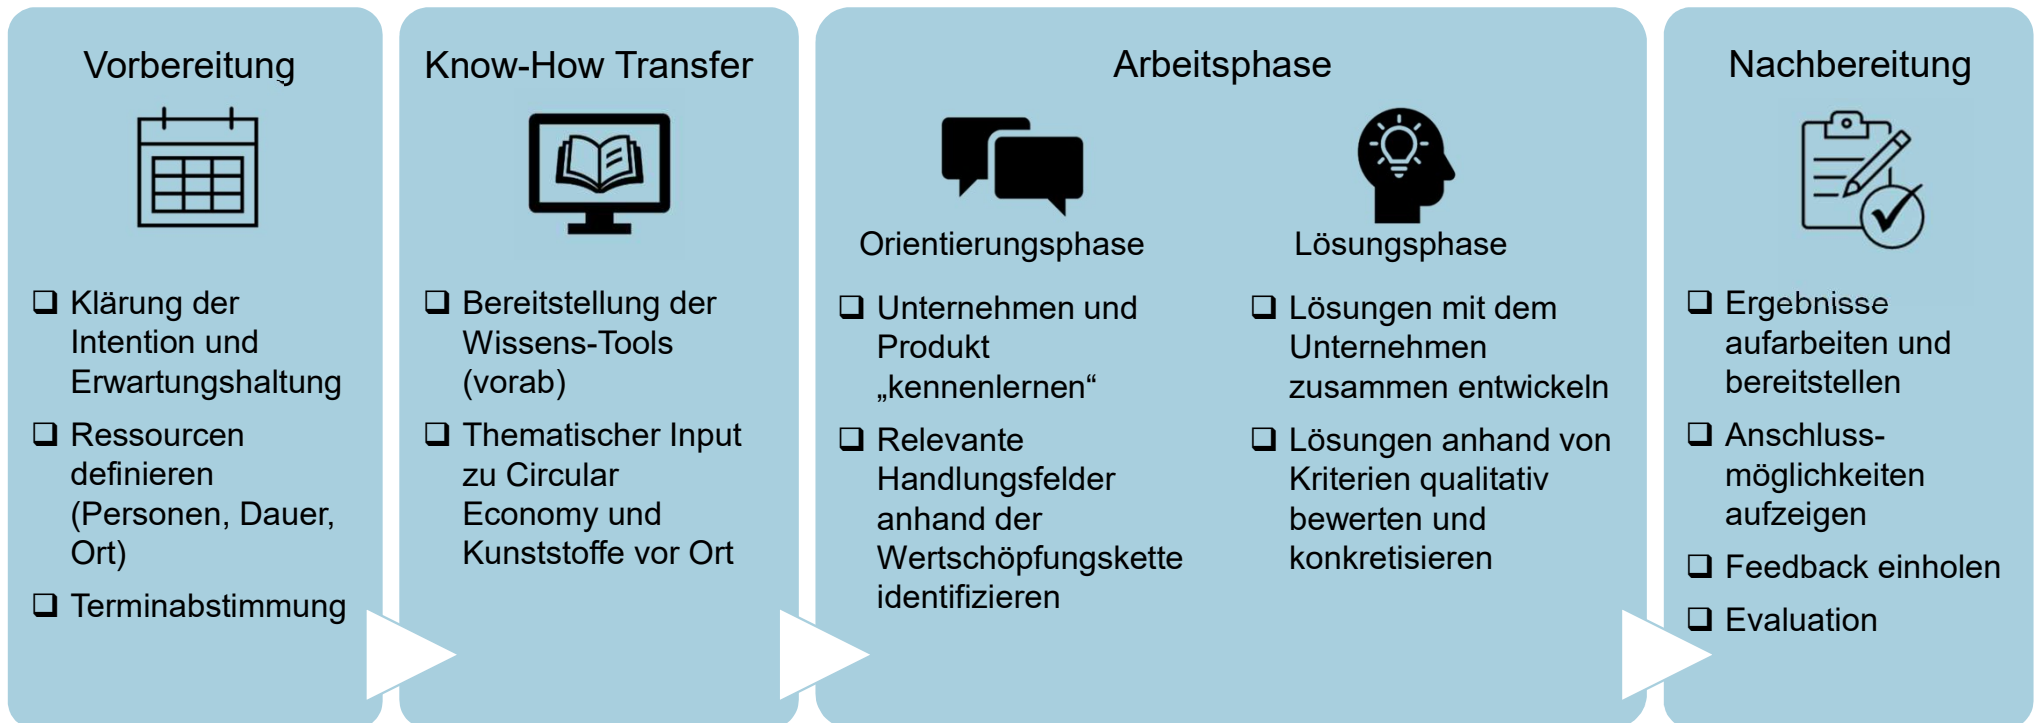 Vorbereitung
❑ Klärung der
Intention und
Erwartungshaltung
❑ Ressourcen
definieren
(Personen, Dauer,
Ort)
❑ Terminabstimmung
Know-How Transfer
❑ Bereitstellung der
Wissens-Tools
(vorab)
❑ Thematischer Input
zu Circular
Economy und
Kunststoffe vor Ort
Arbeitsphase
Orientierungsphase
❑ Unternehmen und
Produkt
„kennenlernen“
❑ Relevante
Handlungsfelder
anhand der
Wertschöpfungskette
identifizieren
Lösungsphase
❑ Lösungen mit dem
Unternehmen
zusammen entwickeln
❑ Lösungen anhand von
Kriterien qualitativ
bewerten und
konkretisieren
Nachbereitung
❑ Ergebnisse
aufarbeiten und
bereitstellen
❑ Anschluss-
möglichkeiten
aufzeigen
❑ Feedback einholen
❑ Evaluation